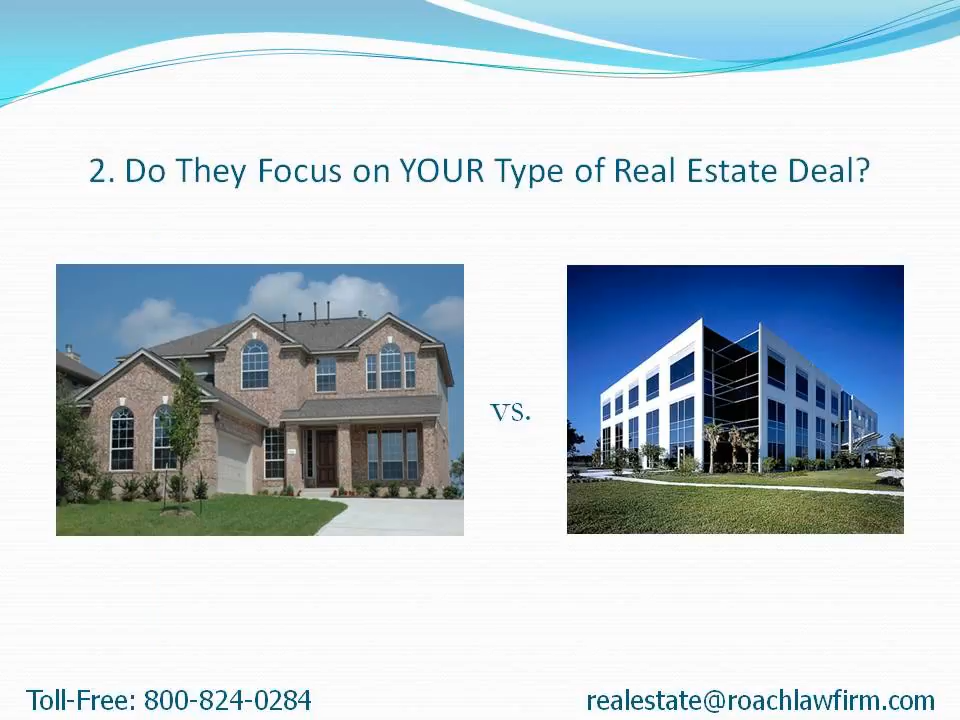 2. Do They Focus on YOUR Type of Real Estate Deal?
vs.
Toll-Free: 800-824-0284
realestate@roachlawfirm.com